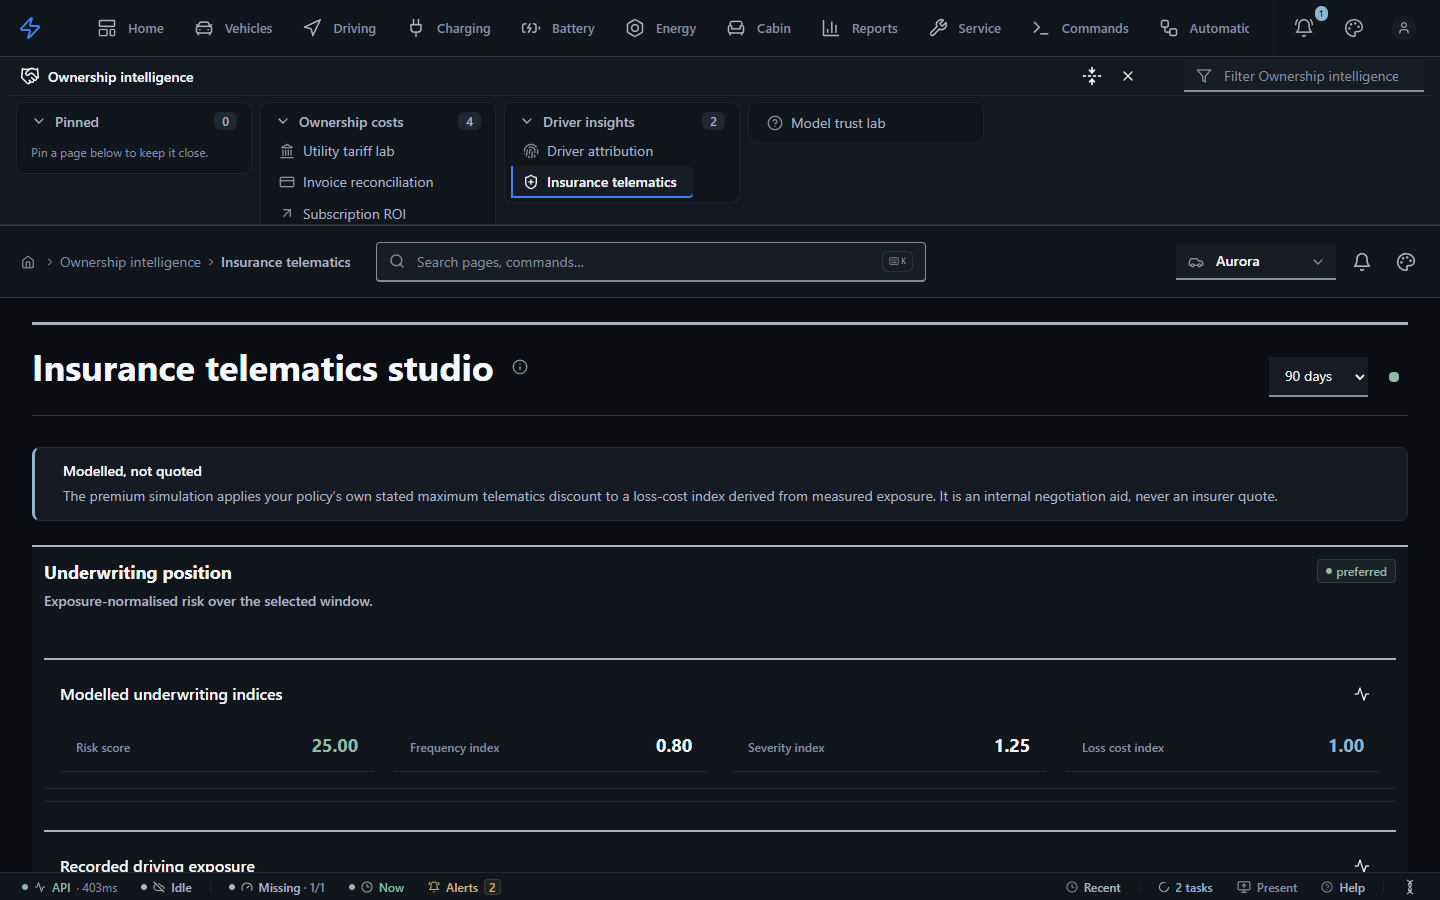 Home
Vehicles
Driving
Charging
Battery
Energy
Cabin
Reports
Service
Commands
Automatic
1
Ownership intelligence
Filter Ownership intelligence
Pinned
0
Pin a page below to keep it close.
Ownership costs
4
Utility tariff lab
Invoice reconciliation
Subscription ROI
Driver insights
2
Driver attribution
Insurance telematics
Model trust lab
Ownership intelligence
Insurance telematics
Search pages, commands...
K
Aurora
Insurance telematics studio
90 days
Modelled, not quoted
The premium simulation applies your policy's own stated maximum telematics discount to a loss-cost index derived from measured exposure. It is an internal negotiation aid, never an insurer quote.
Underwriting position
preferred
Exposure-normalised risk over the selected window.
Modelled underwriting indices
Risk score
25.00
Frequency index
0.80
Severity index
1.25
Loss cost index
1.00
Recorded driving exposure
API · 403ms
Idle
Missing · 1/1
Now
Alerts
2
Recent
2 tasks
Present
Help